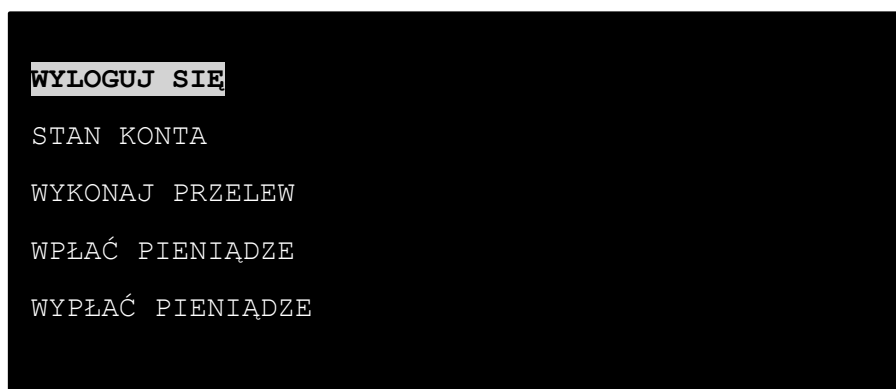 WYLOGUJ SIĘ
STAN KONTA
WYKONAJ PRZELEW
WPŁAĆ PIENIĄDZE
WYPŁAĆ PIENIĄDZE